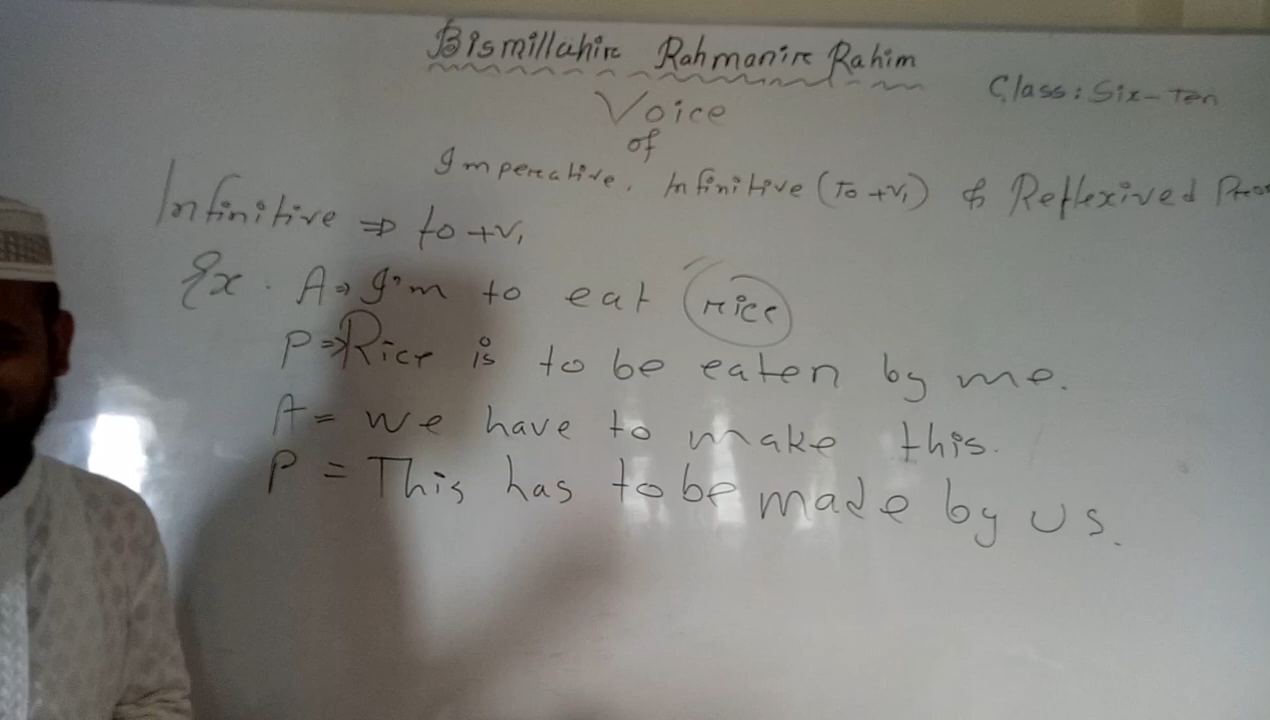 Bismillahir Rahmanir Rahim
Class: Six-Ten
Voice
of
Imperative, Infinitive (To +V1) & Reflexived
Infinitive ⇒ to +V1
Ex. A⇒ I'm to eat rice
P⇒ Rice is to be eaten by me.
A = We have to make this.
P = This has to be made by us.